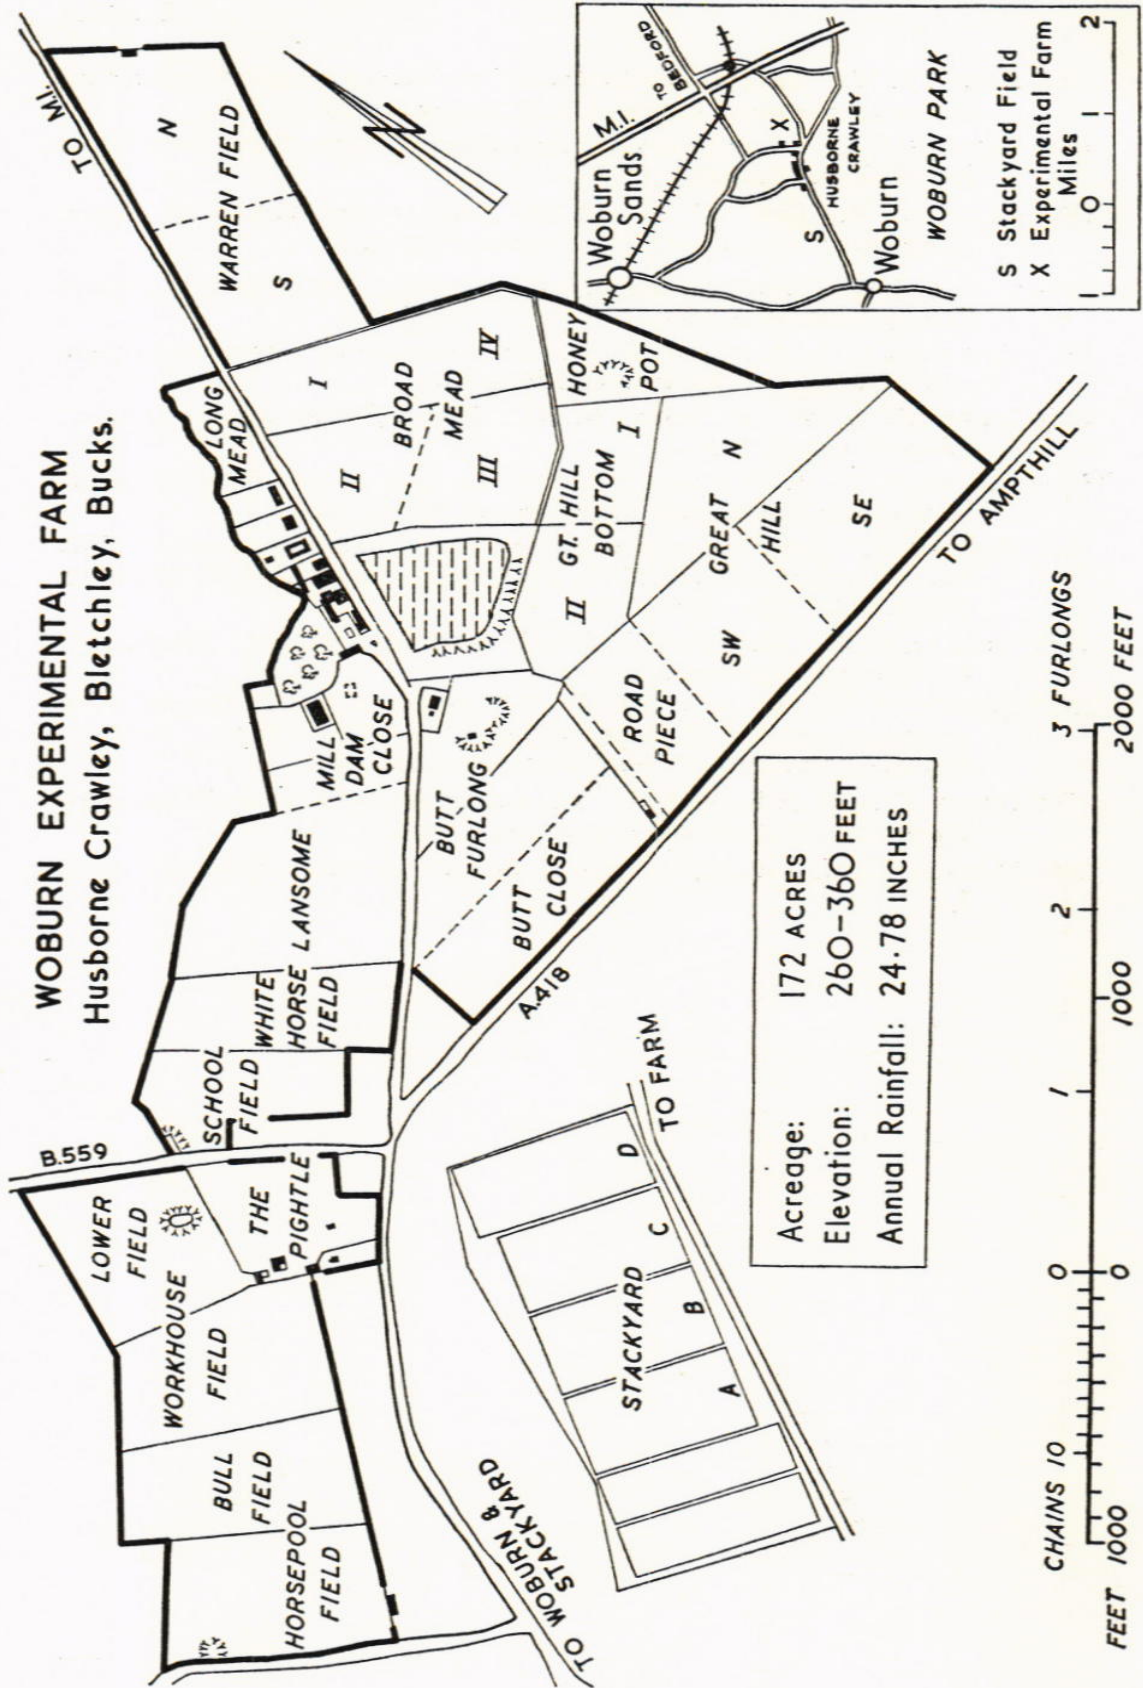 WOBURN EXPERIMENTAL FARM
Husborne Crawley, Bletchley, Bucks.
B.559
LOWER
FIELD
WORKHOUSE
FIELD
THE
PIGHTLE
BULL
FIELD
HORSEPOOL
FIELD
SCHOOL
FIELD
WHITE
HORSE
FIELD
LANSOME
MILL
DAM
CLOSE
LONG
MEAD
TO M.I.
WARREN FIELD
N
S
BROAD
MEAD
I
II
III
IV
HONEY
POT
GT. HILL
BOTTOM
I
II
GREAT
HILL
N
SE
SW
ROAD
PIECE
BUTT
FURLONG
BUTT
CLOSE
A.418
TO AMPTHILL
TO WOBURN &
STACKYARD
STACKYARD
A
B
C
D
TO FARM
Acreage: 172 ACRES
Elevation: 260-360 FEET
Annual Rainfall: 24·78 INCHES
CHAINS 10 0 1 2 3 FURLONGS
FEET 1000 0 1000 2000 FEET
Woburn
Sands
M.I.
TO
BEDFORD
X
HUSBORNE
CRAWLEY
S
Woburn
WOBURN PARK
S Stackyard Field
X Experimental Farm
Miles
1 0 1 2